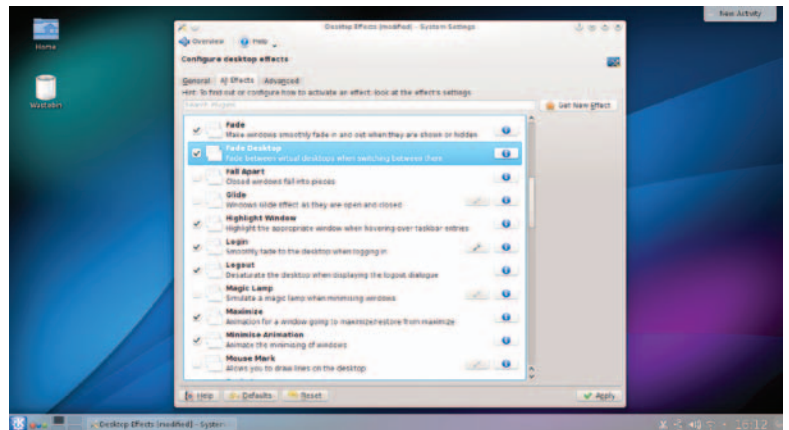 New Activity
Home
Wastebin
Desktop Effects [modified] – System Settings
Overview Help
Configure desktop effects
General All Effects Advanced
Hint: To find out or configure how to activate an effect, look at the effect's settings.
Search Plugins
Get New Effect
Fade
Make windows smoothly fade in and out when they are shown or hidden
Fade Desktop
Fade between virtual desktops when switching between them
Fall Apart
Closed windows fall into pieces
Glide
Windows Glide Effect as they are open and closed
Highlight Window
Highlight the appropriate window when hovering over taskbar entries
Login
Smoothly fade to the desktop when logging in
Logout
Desaturate the desktop when displaying the logout dialogue
Magic Lamp
Simulate a magic lamp when minimising windows
Maximize
Animation for a window going to maximize/restore from maximize
Minimise Animation
Animate the minimising of windows
Mouse Mark
Allows you to draw lines on the desktop
Help Defaults Reset Apply
Desktop Effects [modified] – System
16:12